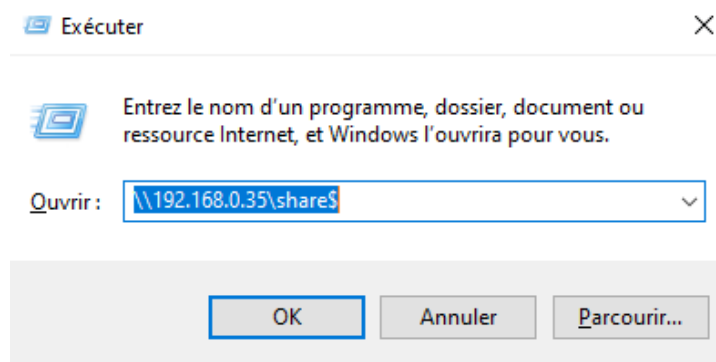 Exécuter
Entrez le nom d'un programme, dossier, document ou
ressource Internet, et Windows l'ouvrira pour vous.
Ouvrir : \\192.168.0.35\share$
OK Annuler Parcourir...